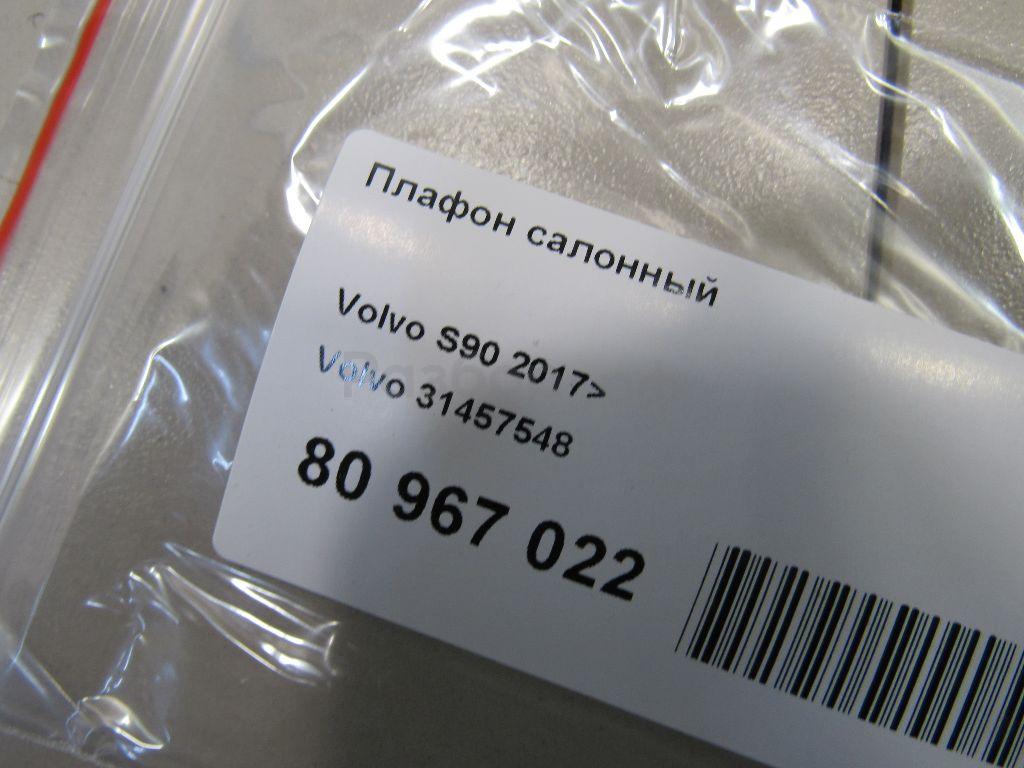 Плафон салонный
Volvo S90 2017>
Volvo 31457548
80 967 022